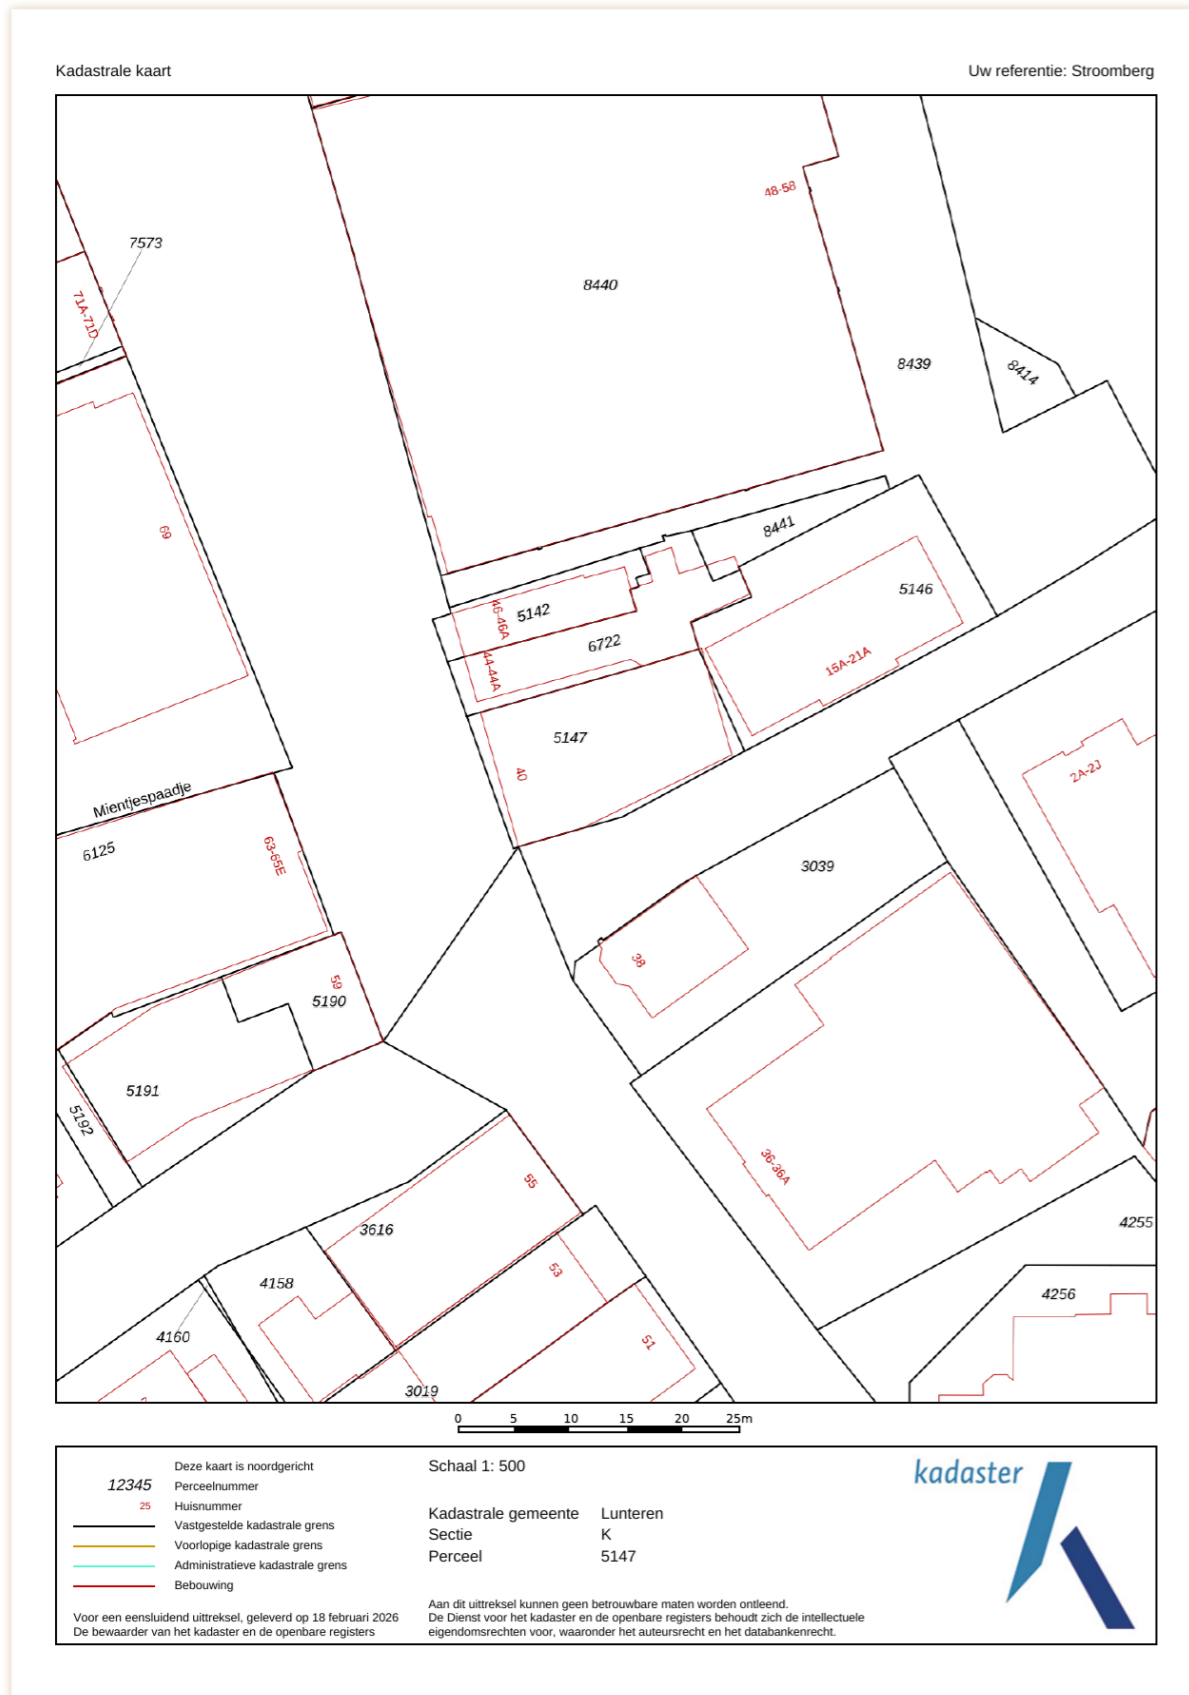 Kadastrale kaart
Uw referentie: Stroomberg
48-58
7573
8440
71A-71D
8439
8414
69
8441
46-46A
5142
5146
6722
44-44A
15A-21A
5147
40
2A-2J
Mientjespaadje
6125
63-65E
3039
38
59
5190
5191
5192
36-36A
55
3616
4255
53
4158
4256
4160
51
3019
0 5 10 15 20 25m
Deze kaart is noordgericht
12345 Perceelnummer
25 Huisnummer
Vastgestelde kadastrale grens
Voorlopige kadastrale grens
Administratieve kadastrale grens
Bebouwing
Voor een eensluidend uittreksel, geleverd op 18 februari 2026
De bewaarder van het kadaster en de openbare registers
Schaal 1: 500
Kadastrale gemeente Lunteren
Sectie K
Perceel 5147
Aan dit uittreksel kunnen geen betrouwbare maten worden ontleend.
De Dienst voor het kadaster en de openbare registers behoudt zich de intellectuele
eigendomsrechten voor, waaronder het auteursrecht en het databankenrecht.
kadaster